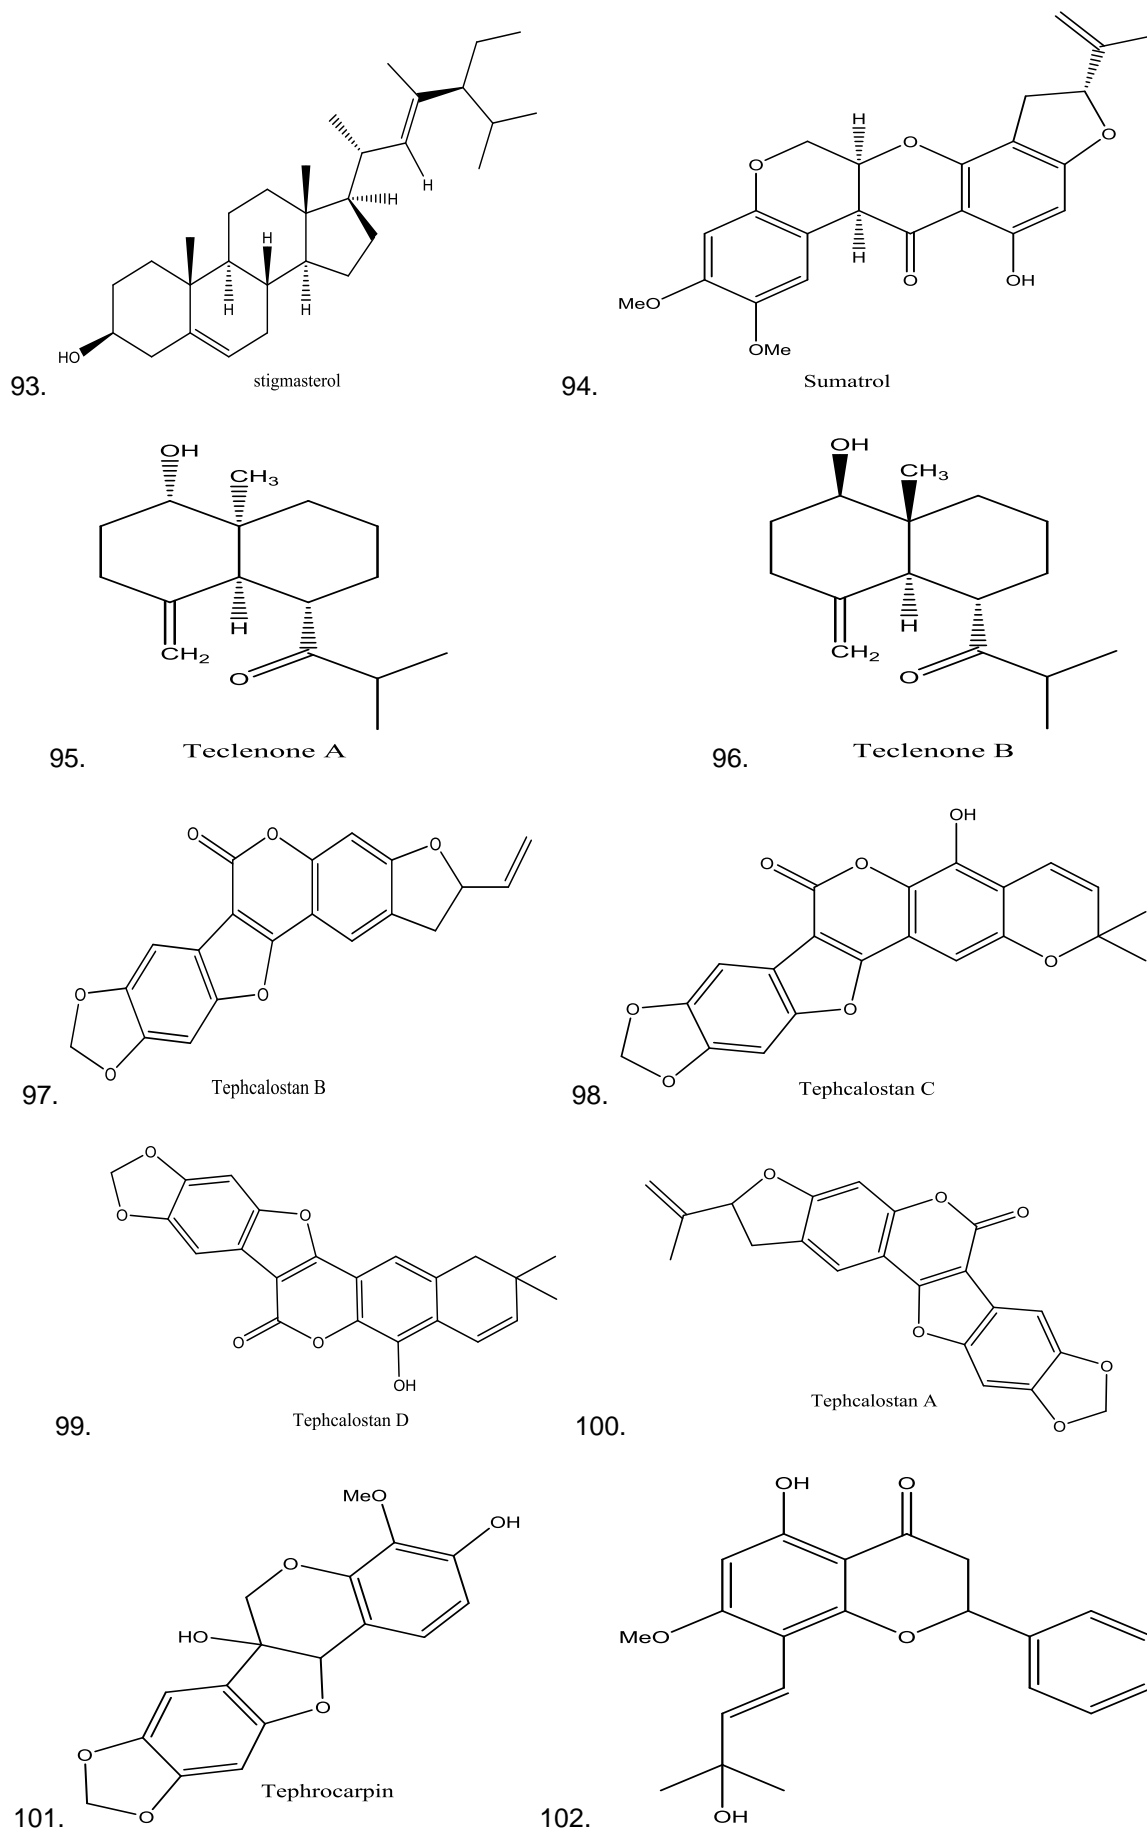 H
H
H
H
H
HO
93.
stigmasterol
O
H
O
O
H
O
OH
MeO
OMe
94.
Sumatrol
OH
CH3
H
CH2
O
95.
Teclenone A
OH
CH3
H
CH2
O
96.
Teclenone B
O
O
O
O
O
O
97.
Tephcalostan B
OH
O
O
O
O
O
O
98.
Tephcalostan C
O
O
O
O
O
OH
99.
Tephcalostan D
O
O
O
O
O
O
100.
Tephcalostan A
MeO
OH
O
HO
O
O
O
101.
Tephrocarpin
OH
O
MeO
O
OH
102.